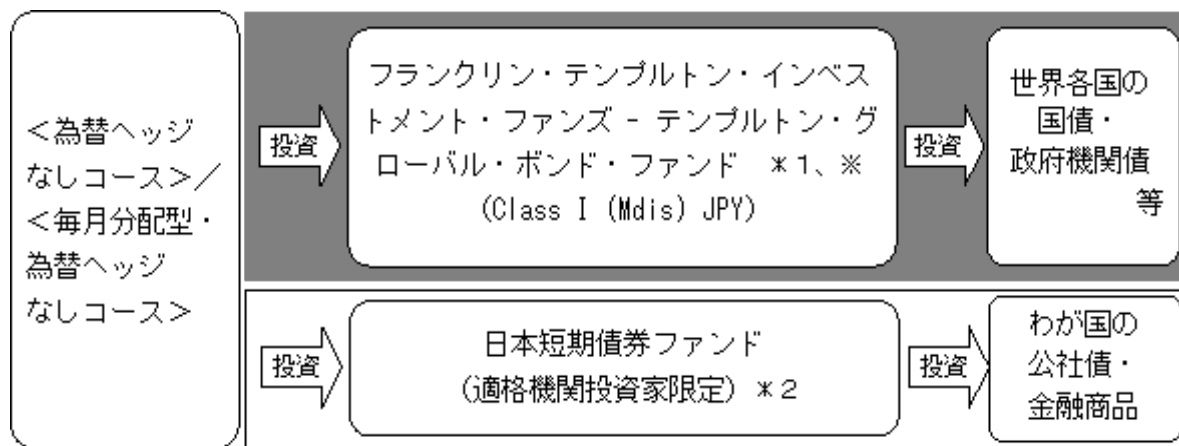 ＜為替ヘッジ
なしコース＞／
＜毎月分配型・
為替ヘッジ
なしコース＞
投資
フランクリン・テンプルトン・インベス
トメント・ファンズ－テンプルトン・グ
ローバル・ボンド・ファンド　＊１、※
(Class I (Mdis) JPY)
投資
世界各国の
国債・
政府機関債
等
投資
日本短期債券ファンド
(適格機関投資家限定) ＊２
投資
わが国の
公社債・
金融商品